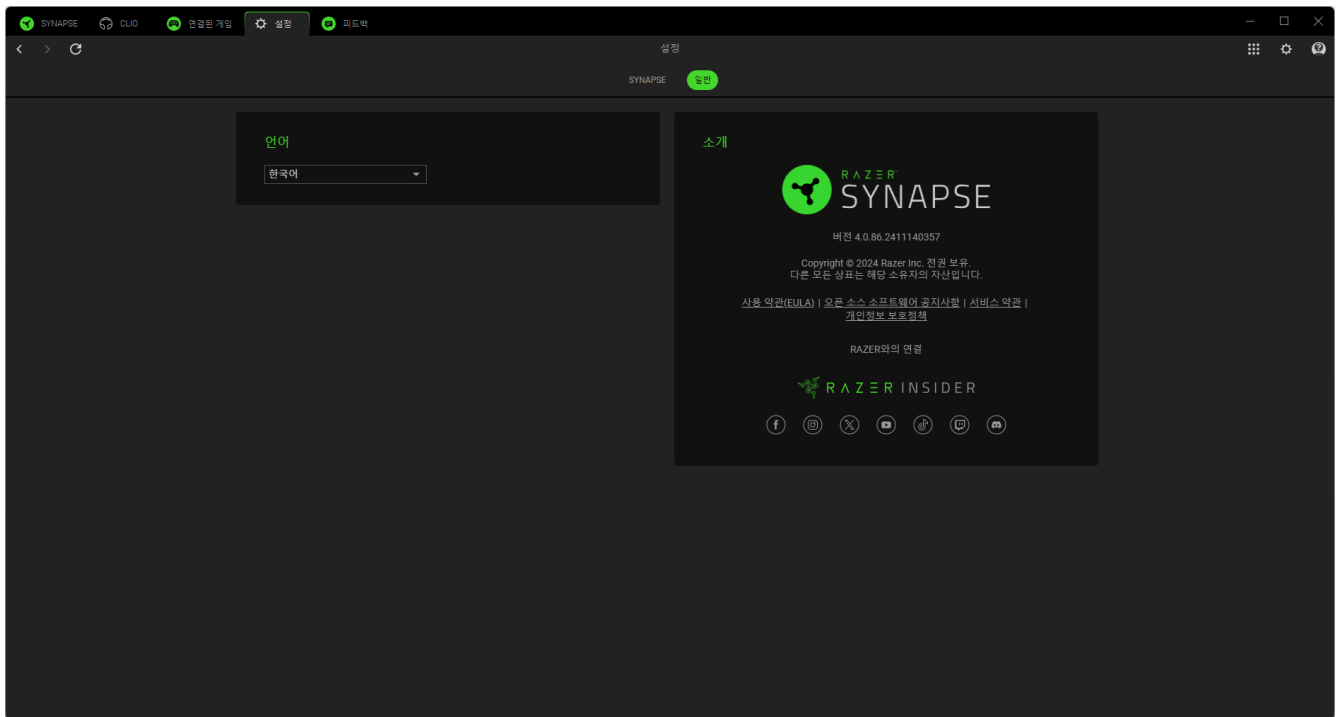 SYNAPSE CLIO 연결된 게임 설정 피드백
설정
SYNAPSE 일반
언어
한국어
소개
RAZER
SYNAPSE
버전 4.0.86.2411140357
Copyright © 2024 Razer Inc. 전권 보유.
다른 모든 상표는 해당 소유자의 자산입니다.
사용 약관(EULA) | 오픈 소스 소프트웨어 공지사항 | 서비스 약관 |
개인정보 보호정책
RAZER와의 연결
RAZER INSIDER